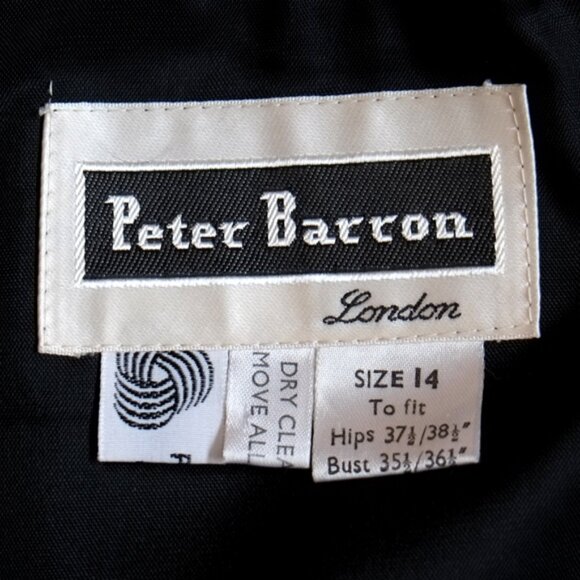 Peter Barron
London
DRY CLEA
MOVE ALL
SIZE 14
To fit
Hips 37½/38½"
Bust 35½/36½"